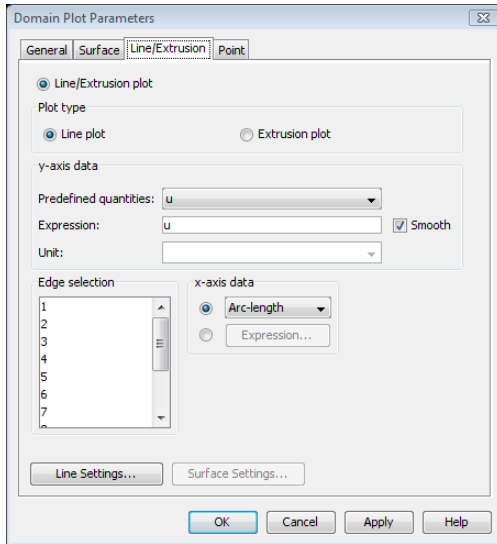 Domain Plot Parameters
General Surface Line/Extrusion Point
Line/Extrusion plot
Plot type
Line plot Extrusion plot
y-axis data
Predefined quantities: u
Expression: u Smooth
Unit:
Edge selection
1
2
3
4
5
6
7
x-axis data
Arc-length
Expression...
Line Settings... Surface Settings...
OK Cancel Apply Help